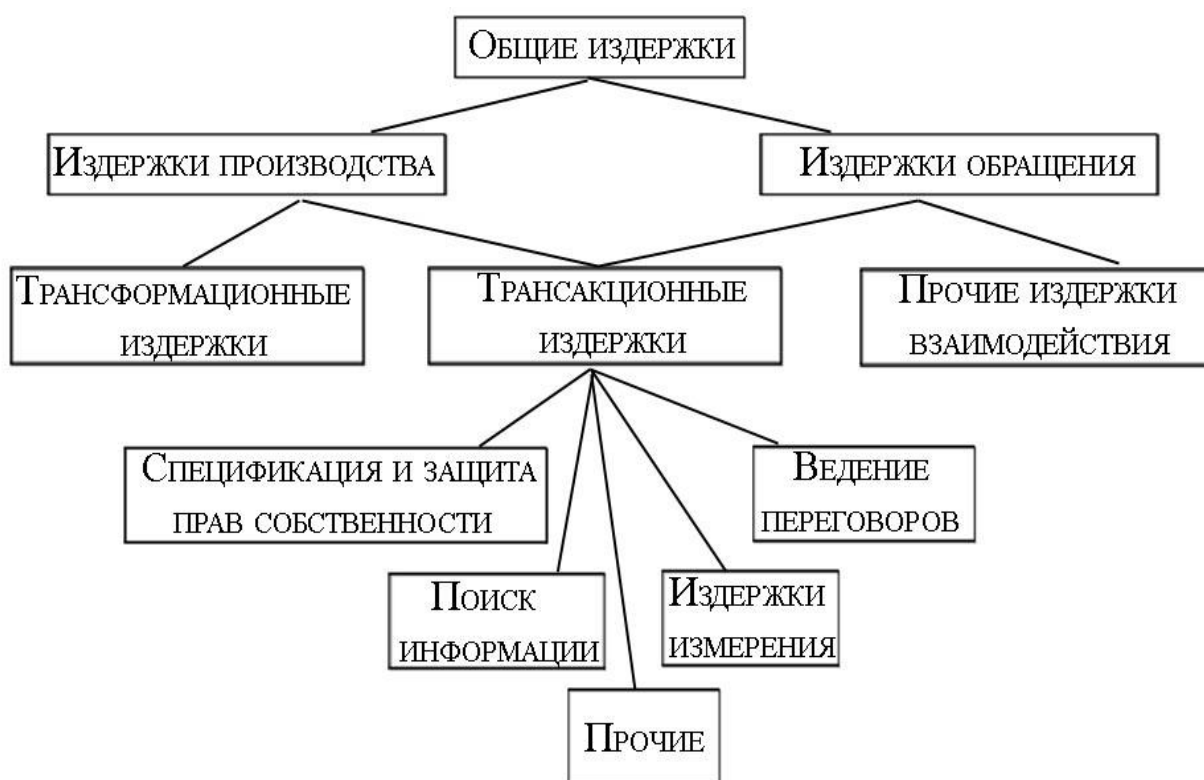 Общие издержки
Издержки производства
Издержки обращения
Трансформационные
издержки
Трансакционные
издержки
Прочие издержки
взаимодействия
Спецификация и защита
прав собственности
Ведение
переговоров
Поиск
информации
Издержки
измерения
Прочие